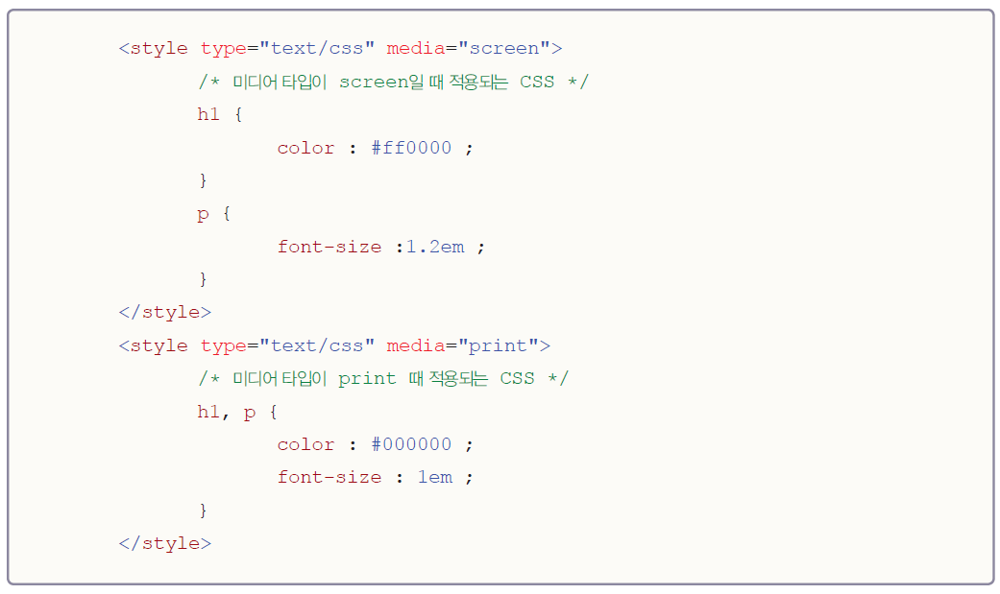 <style type="text/css" media="screen">
/* 미디어 타입이 screen일 때 적용되는 CSS */
h1 {
color : #ff0000 ;
}
p {
font-size :1.2em ;
}
</style>
<style type="text/css" media="print">
/* 미디어 타입이 print 때 적용되는 CSS */
h1, p {
color : #000000 ;
font-size : 1em ;
}
</style>